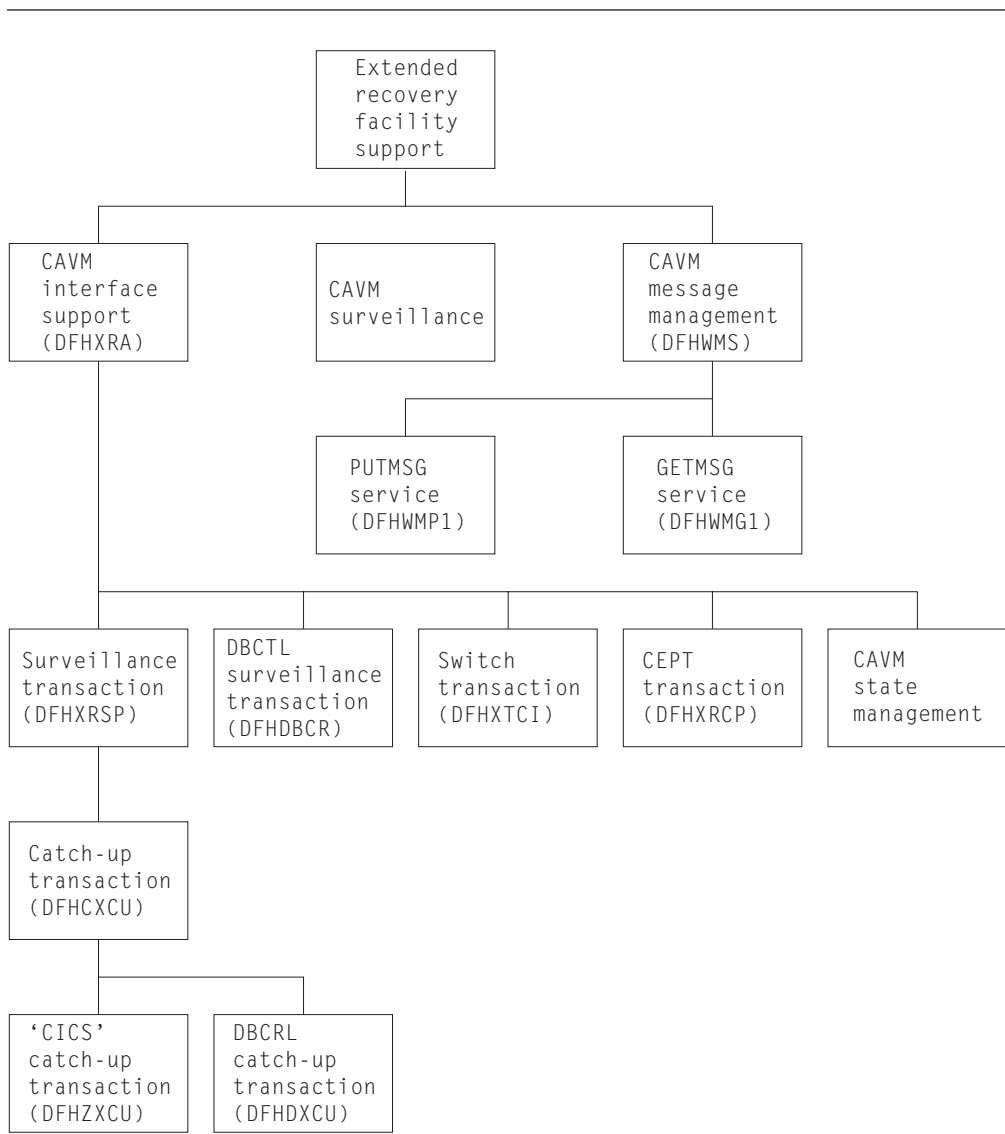 Extended
recovery
facility
support
CAVM
interface
support
(DFHXRA)
CAVM
surveillance
CAVM
message
management
(DFHWMS)
PUTMSG
service
(DFHWMP1)
GETMSG
service
(DFHWMG1)
Surveillance
transaction
(DFHXRSP)
DBCTL
surveillance
transaction
(DFHDBCR)
Switch
transaction
(DFHXTCI)
CEPT
transaction
(DFHXRCP)
CAVM
state
management
Catch-up
transaction
(DFHCXCU)
‘CICS’
catch-up
transaction
(DFHZXCU)
DBCRL
catch-up
transaction
(DFHDXCU)